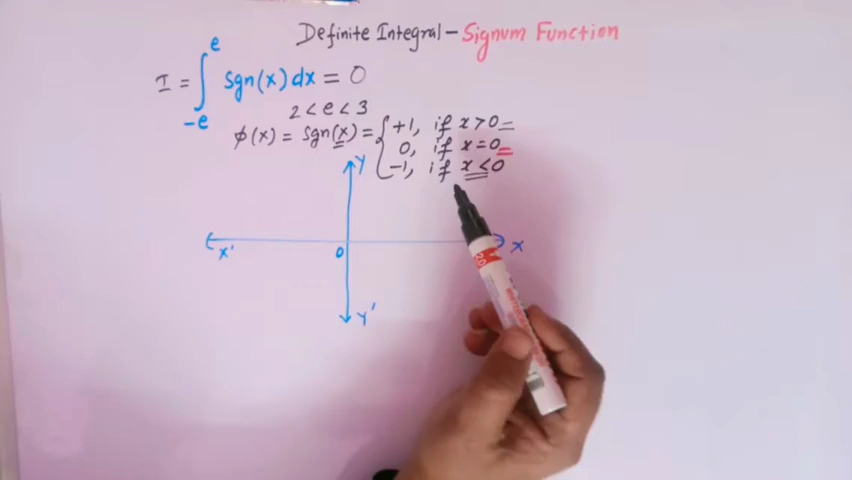 Definite Integral - Signum Function
I = ∫_{-e}^{e} Sgn(x) dx = 0
2 < e < 3
φ(x) = Sgn(x) = { +1, if x > 0
0, if x = 0
-1, if x < 0
Y
X' 0 X
Y'